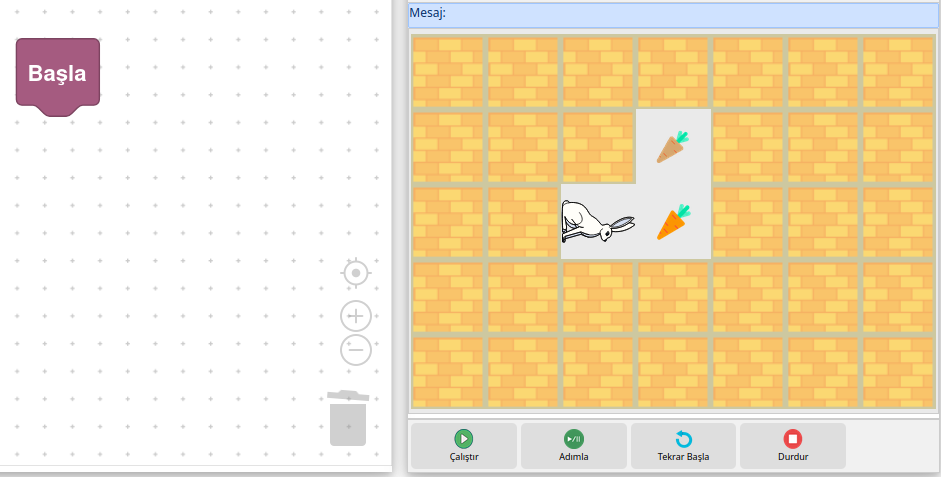 Mesaj:
Başla
Çalıştır
Adımla
Tekrar Başla
Durdur